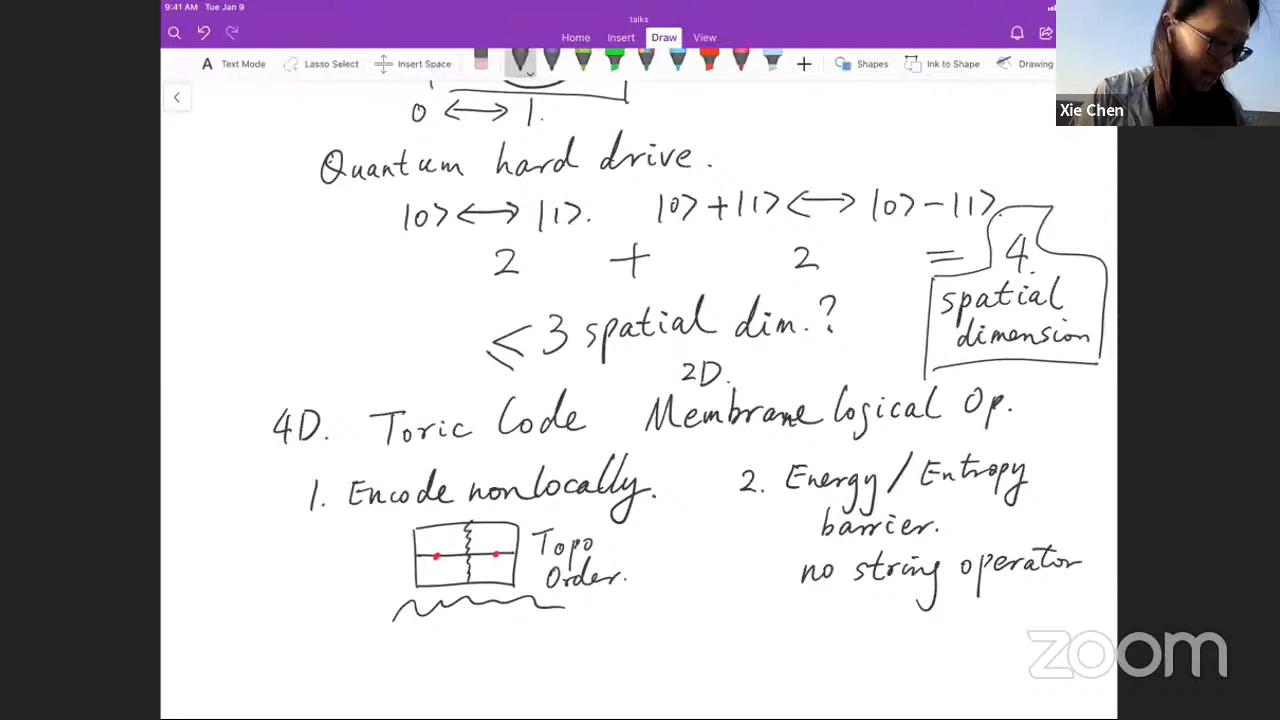 9:41 AM Tue Jan 9
talks
Home Insert Draw View
Text Mode Lasso Select Insert Space Shapes Ink to Shape Drawing
Xie Chen
0 ⟷ 1.
Quantum hard drive.
|0> ⟷ |1>. |0> + |1> ⟷ |0> - |1>
2 + 2 = 4.
spatial
dimension
≤ 3 spatial dim.?
2D.
4D. Toric Code Membrane logical Op.
1. Encode nonlocally.
Topo
Order.
2. Energy / Entropy
barrier.
no string operator
zoom